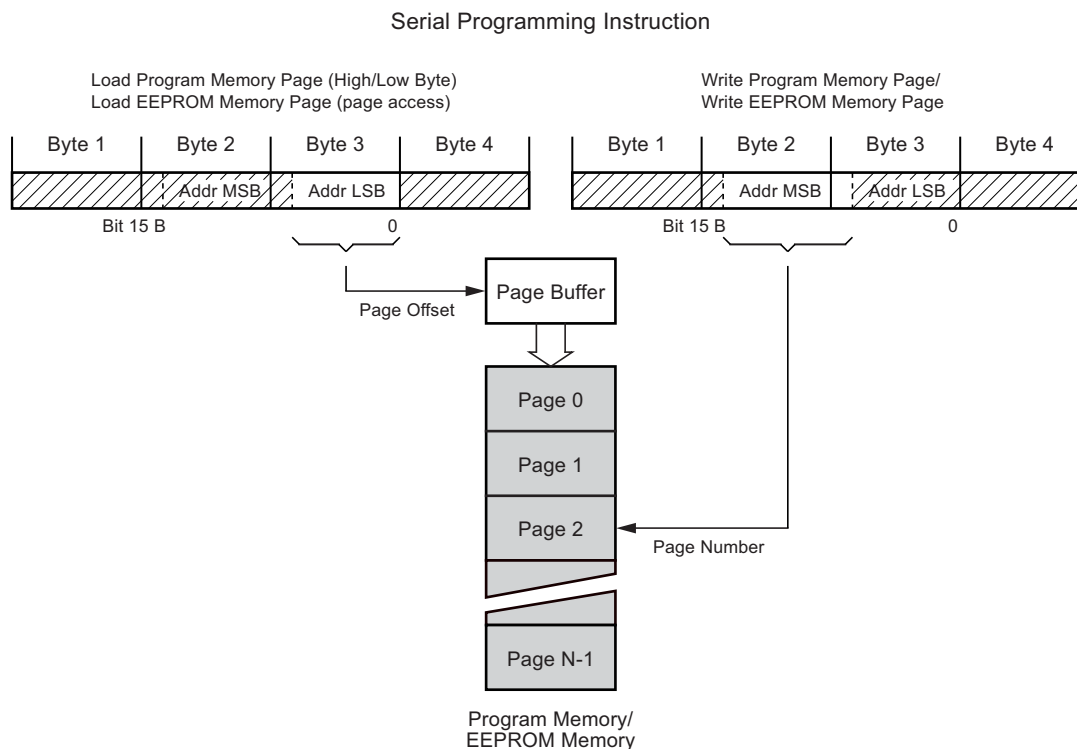 Serial Programming Instruction
Load Program Memory Page (High/Low Byte)
Load EEPROM Memory Page (page access)
Write Program Memory Page/
Write EEPROM Memory Page
Byte 1 Byte 2 Byte 3 Byte 4
Byte 1 Byte 2 Byte 3 Byte 4
Addr MSB Addr LSB
Addr MSB Addr LSB
Bit 15 B 0
Bit 15 B 0
Page Buffer
Page Offset
Page 0
Page 1
Page 2
Page Number
Page N-1
Program Memory/
EEPROM Memory